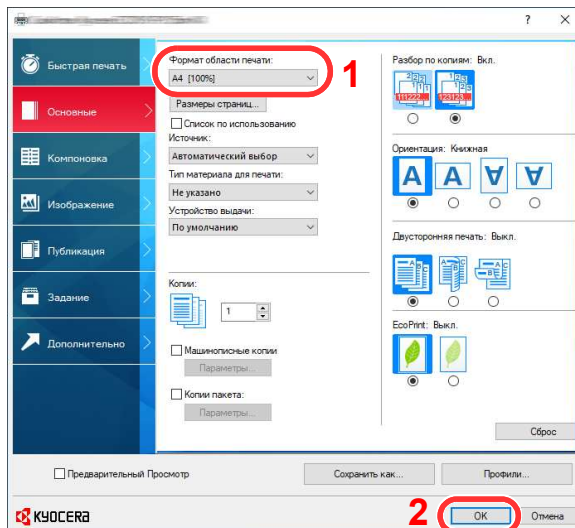 ? ×
Быстрая печать
Основные
Компоновка
Изображение
Публикация
Задание
Дополнительно
Формат области печати:
A4 [100%]
1
Размеры страниц...
Список по использованию
Источник:
Автоматический выбор
Тип материала для печати:
Не указано
Устройство выдачи:
По умолчанию
Копии:
1
Машинописные копии
Параметры...
Копии пакета:
Параметры...
Разбор по копиям: Вкл.
Ориентация: Книжная
A A A A
Двусторонняя печать: Выкл.
EcoPrint: Выкл.
Сброс
Предварительный Просмотр
Сохранить как...
Профили...
KYOCERA
2
OK
Отмена